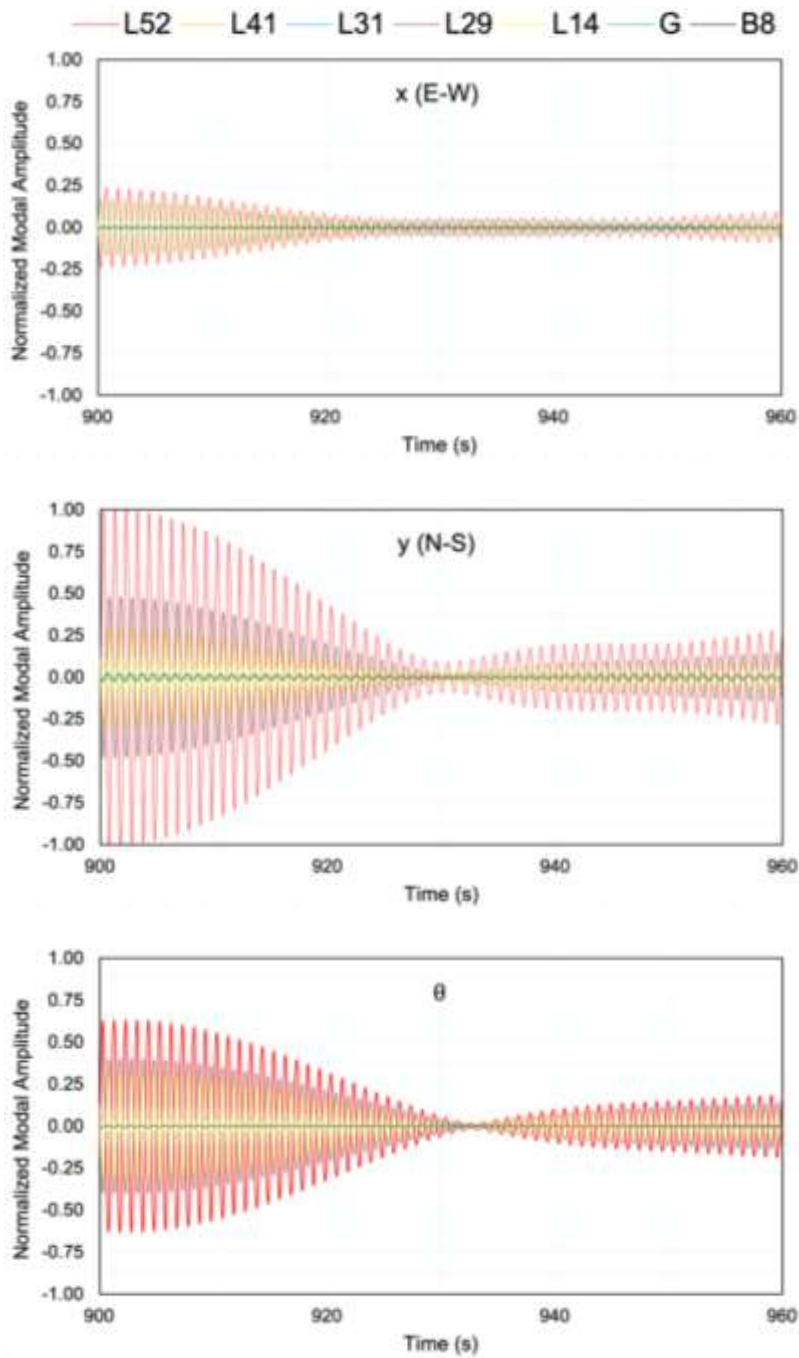 L52 L41 L31 L29 L14 G B8
1.00
x (E-W)
0.75
0.50
0.25
0.00
-0.25
-0.50
-0.75
-1.00
Normalized Modal Amplitude
900 920 940 960
Time (s)
1.00
y (N-S)
0.75
0.50
0.25
0.00
-0.25
-0.50
-0.75
-1.00
Normalized Modal Amplitude
900 920 940 960
Time (s)
1.00
θ
0.75
0.50
0.25
0.00
-0.25
-0.50
-0.75
-1.00
Normalized Modal Amplitude
900 920 940 960
Time (s)